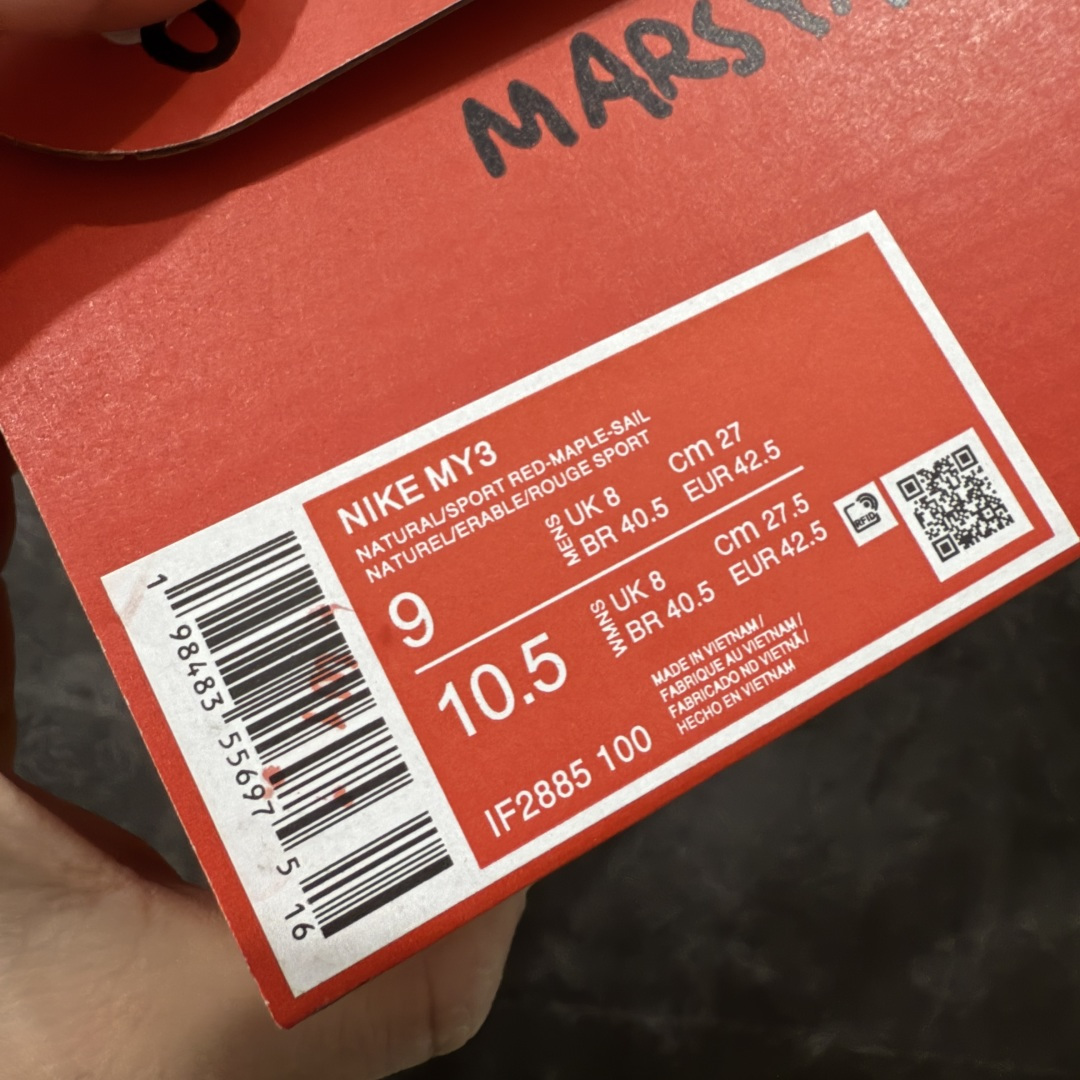 NIKE MY3
NATURAL/SPORT RED-MAPLE-SAIL
NATUREL/ERABLE/ROUGE SPORT
9
MENS
UK 8
cm 27
BR 40.5
EUR 42.5
10.5
WMNS
UK 8
cm 27.5
BR 40.5
EUR 42.5
MADE IN VIETNAM /
FABRIQUE AU VIETNAM /
FABRICADO NO VIETNÃ /
HECHO EN VIETNAM
IF2885 100
RFID
1 98483 55697 5 16